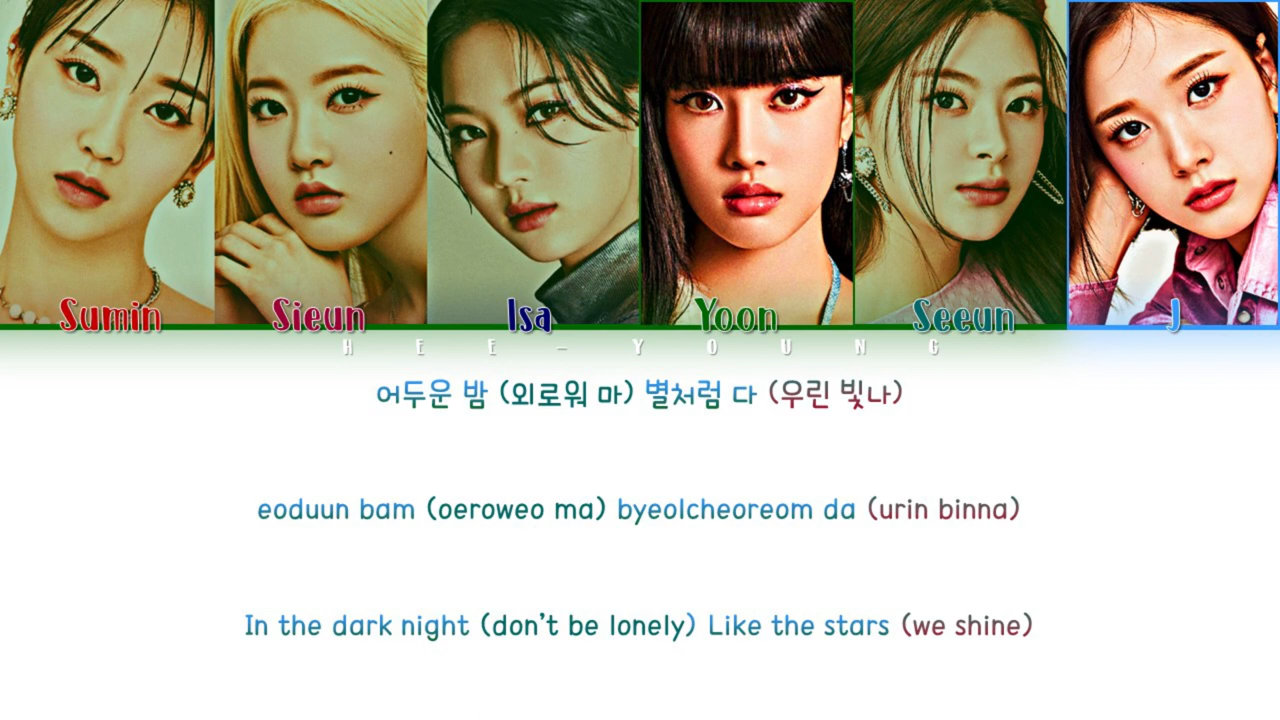 Sumin Sieun Isa Yoon Seeun J
HEE-YOUNG
어두운 밤 (외로워 마) 별처럼 다 (우린 빛나)
eoduun bam (oeroweo ma) byeolcheoreom da (urin binna)
In the dark night (don't be lonely) Like the stars (we shine)